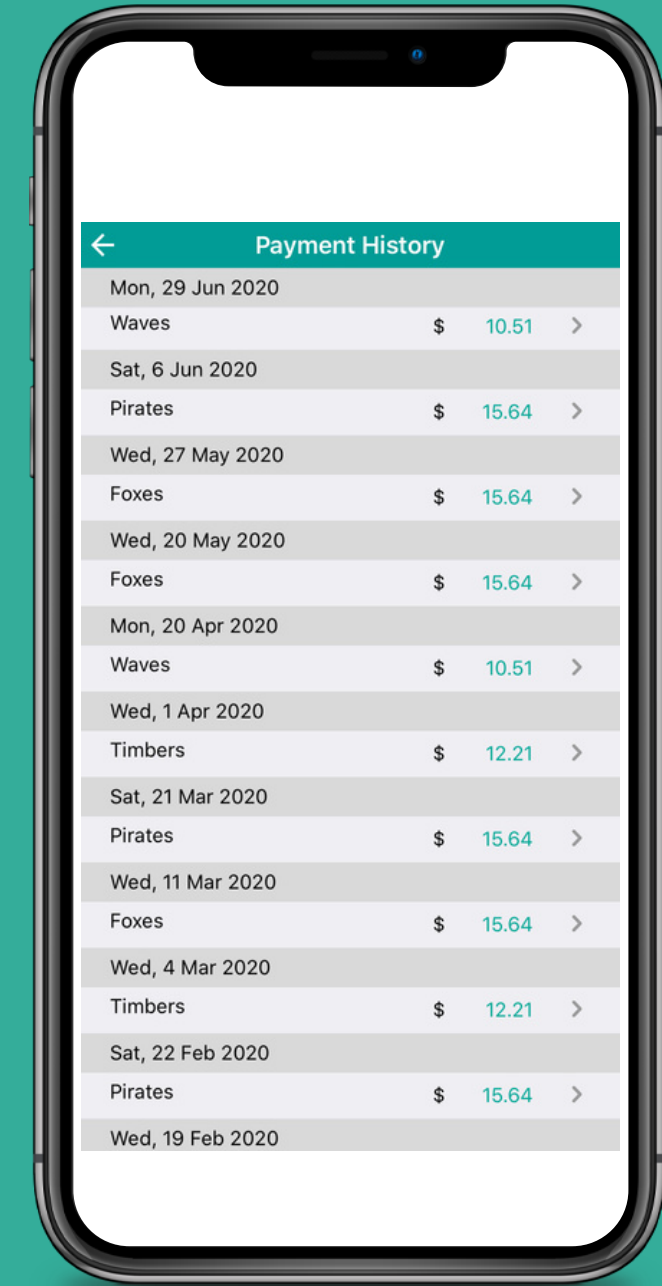 Payment History
Mon, 29 Jun 2020
Waves $ 10.51
Sat, 6 Jun 2020
Pirates $ 15.64
Wed, 27 May 2020
Foxes $ 15.64
Wed, 20 May 2020
Foxes $ 15.64
Mon, 20 Apr 2020
Waves $ 10.51
Wed, 1 Apr 2020
Timbers $ 12.21
Sat, 21 Mar 2020
Pirates $ 15.64
Wed, 11 Mar 2020
Foxes $ 15.64
Wed, 4 Mar 2020
Timbers $ 12.21
Sat, 22 Feb 2020
Pirates $ 15.64
Wed, 19 Feb 2020